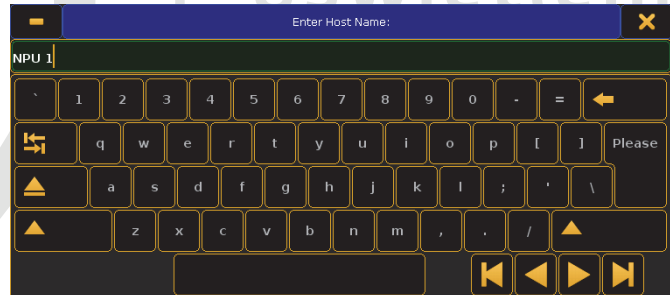 Enter Host Name:
NPU 1
` 1 2 3 4 5 6 7 8 9 0 - =
q w e r t y u i o p [ ] Please
a s d f g h j k l ; ' \
z x c v b n m , . /